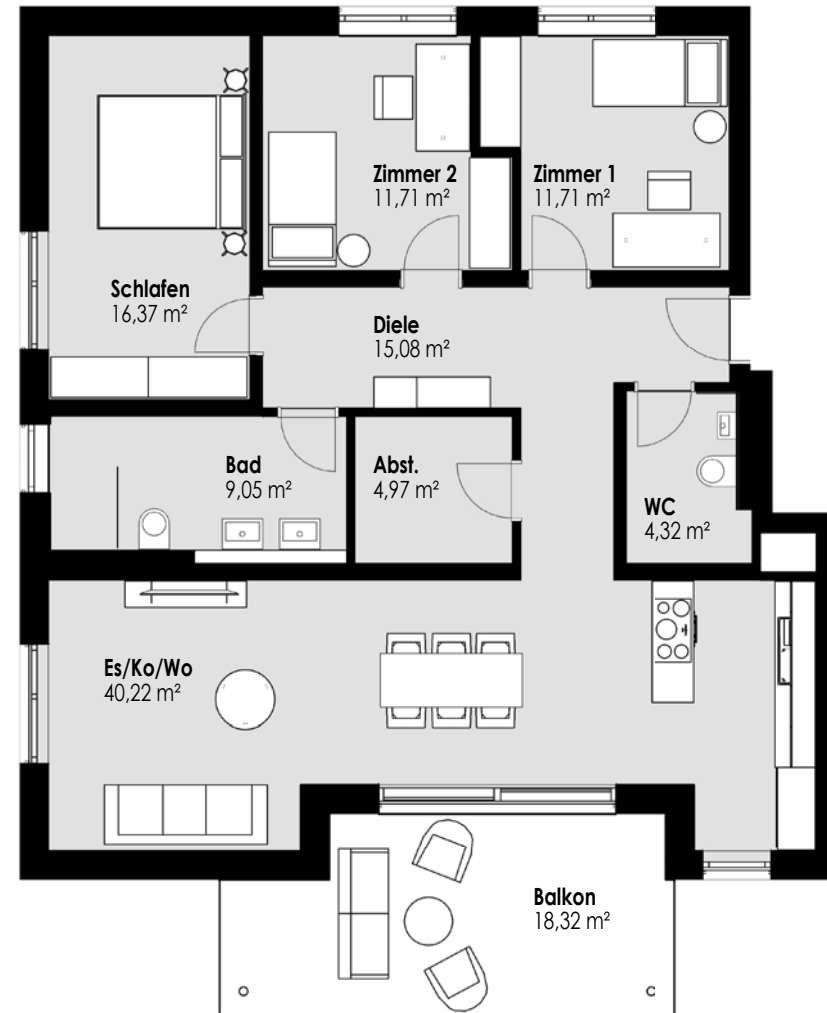 Zimmer 2
11,71 m²
Zimmer 1
11,71 m²
Schlafen
16,37 m²
Diele
15,08 m²
Bad
9,05 m²
Abst.
4,97 m²
WC
4,32 m²
Es/Ko/Wo
40,22 m²
Balkon
18,32 m²